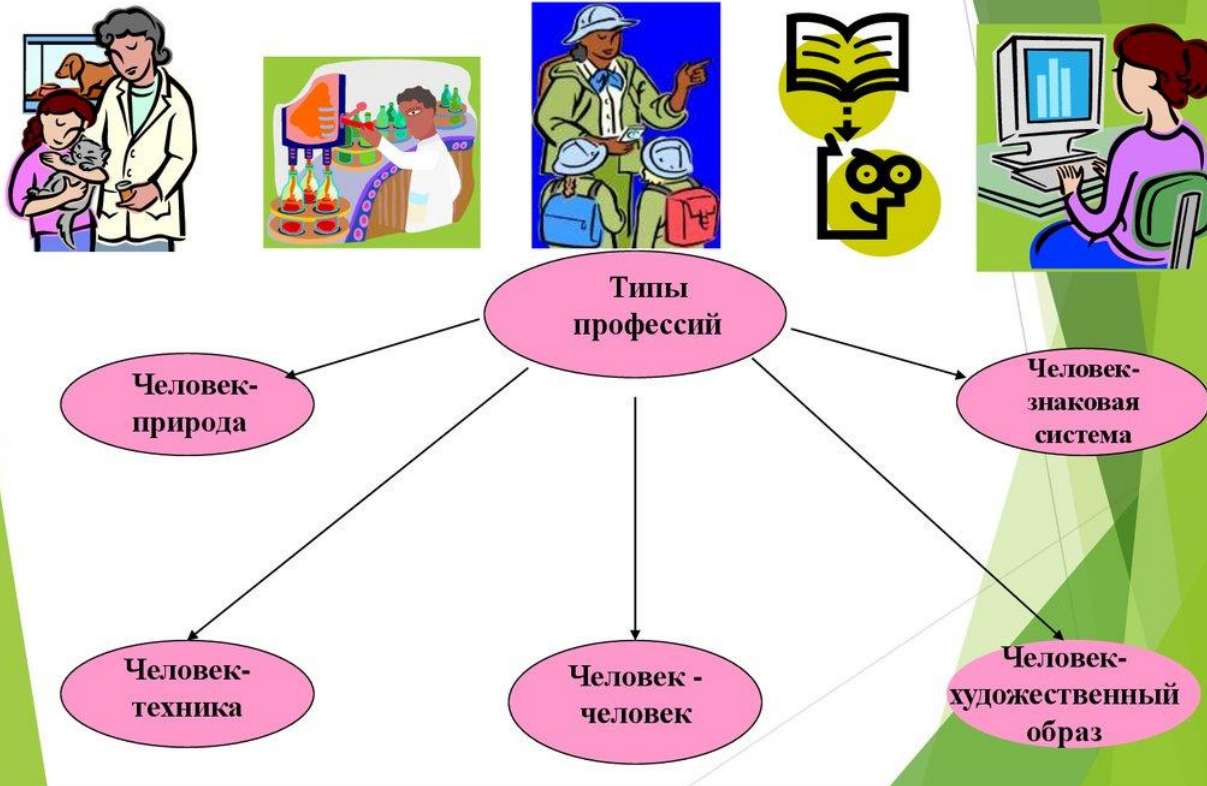 Типы
профессий
Человек-
природа
Человек-
знаковая
система
Человек-
техника
Человек -
человек
Человек-
художественный
образ